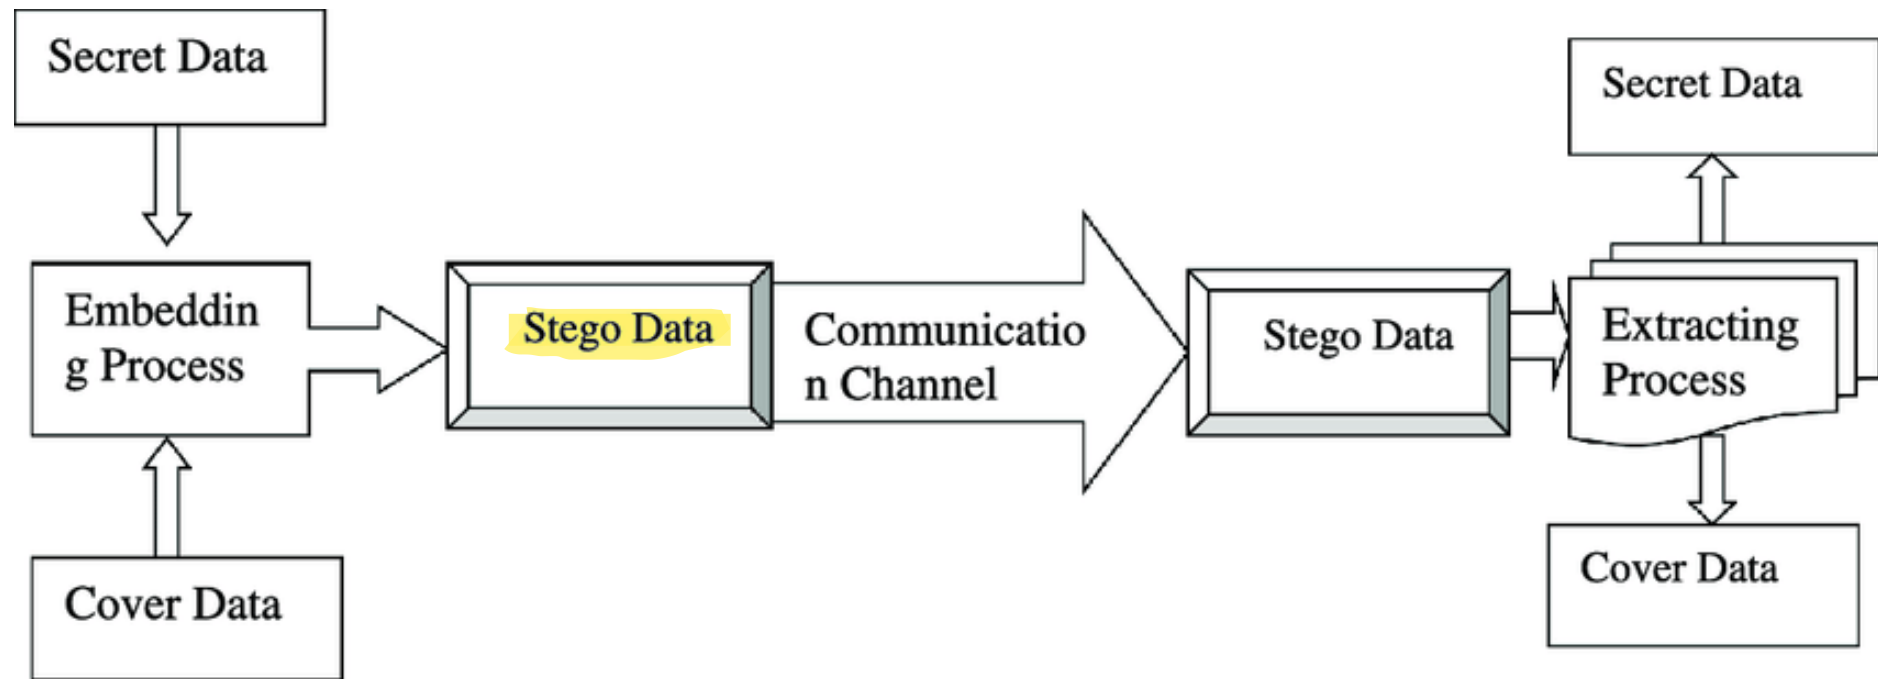 Secret Data
Embeddin
g Process
Cover Data
Stego Data
Communicatio
n Channel
Stego Data
Extracting
Process
Secret Data
Cover Data